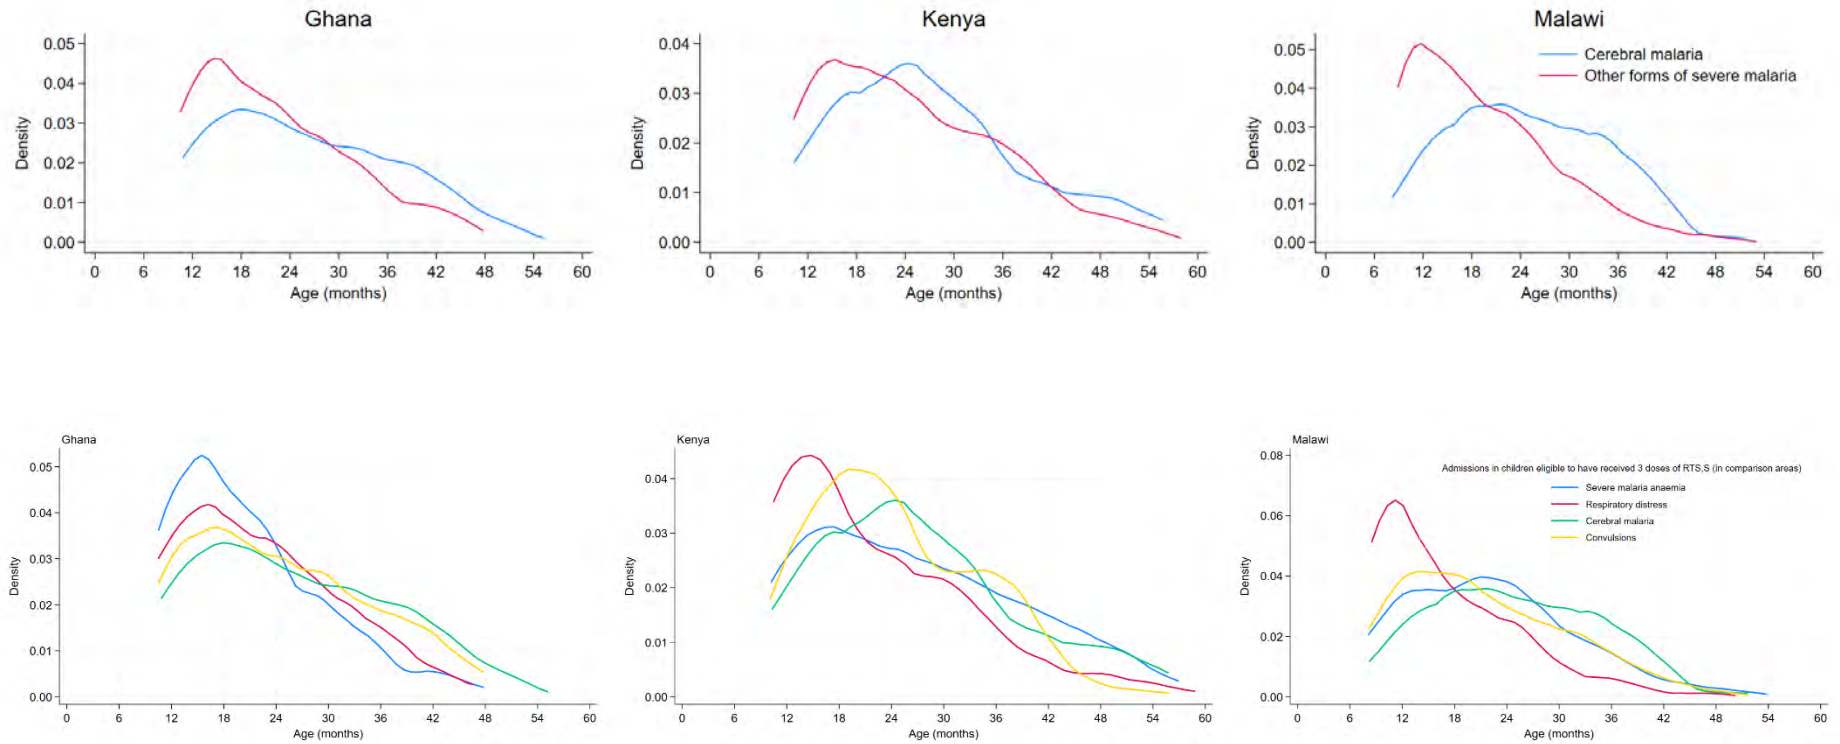 Ghana
0.05
0.04
0.03
0.02
0.01
0.00
Density
0 6 12 18 24 30 36 42 48 54 60
Age (months)
Kenya
0.04
0.03
0.02
0.01
0.00
Density
0 6 12 18 24 30 36 42 48 54 60
Age (months)
Malawi
Cerebral malaria
Other forms of severe malaria
0.05
0.04
0.03
0.02
0.01
0.00
Density
0 6 12 18 24 30 36 42 48 54 60
Age (months)
Ghana
0.05
0.04
0.03
0.02
0.01
0.00
Density
0 6 12 18 24 30 36 42 48 54 60
Age (months)
Kenya
0.04
0.03
0.02
0.01
0.00
Density
0 6 12 18 24 30 36 42 48 54 60
Age (months)
Malawi
Admissions in children eligible to have received 3 doses of RTS,S (in comparison areas)
Severe malaria anaemia
Respiratory distress
Cerebral malaria
Convulsions
0.08
0.06
0.04
0.02
0.00
Density
0 6 12 18 24 30 36 42 48 54 60
Age (months)